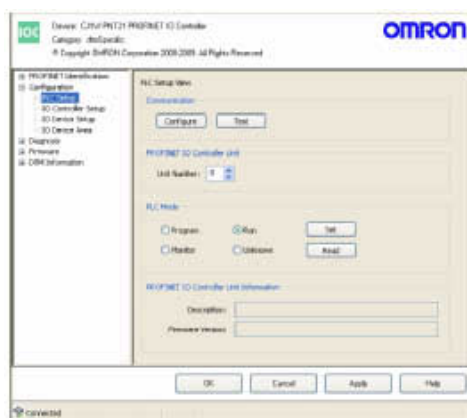 IOC
Device: CJ1W-PNT21 PROFINET IO Controller
Category: dtmSpecific
© Copyright OMRON Corporation 2008-2009. All Rights Reserved
OMRON
PROFINET Identification
Configuration
PLC Setup
IO Controller Setup
IO Device Setup
IO Device Area
Diagnosis
Firmware
DTM Information
PLC Setup View
Communication
Configure
Test
PROFINET IO Controller Unit
Unit Number: 0
PLC Mode
Program
Run
Set
Monitor
Unknown
Read
PROFINET IO Controller Unit Information
Description:
Firmware Version:
OK
Cancel
Apply
Help
Connected